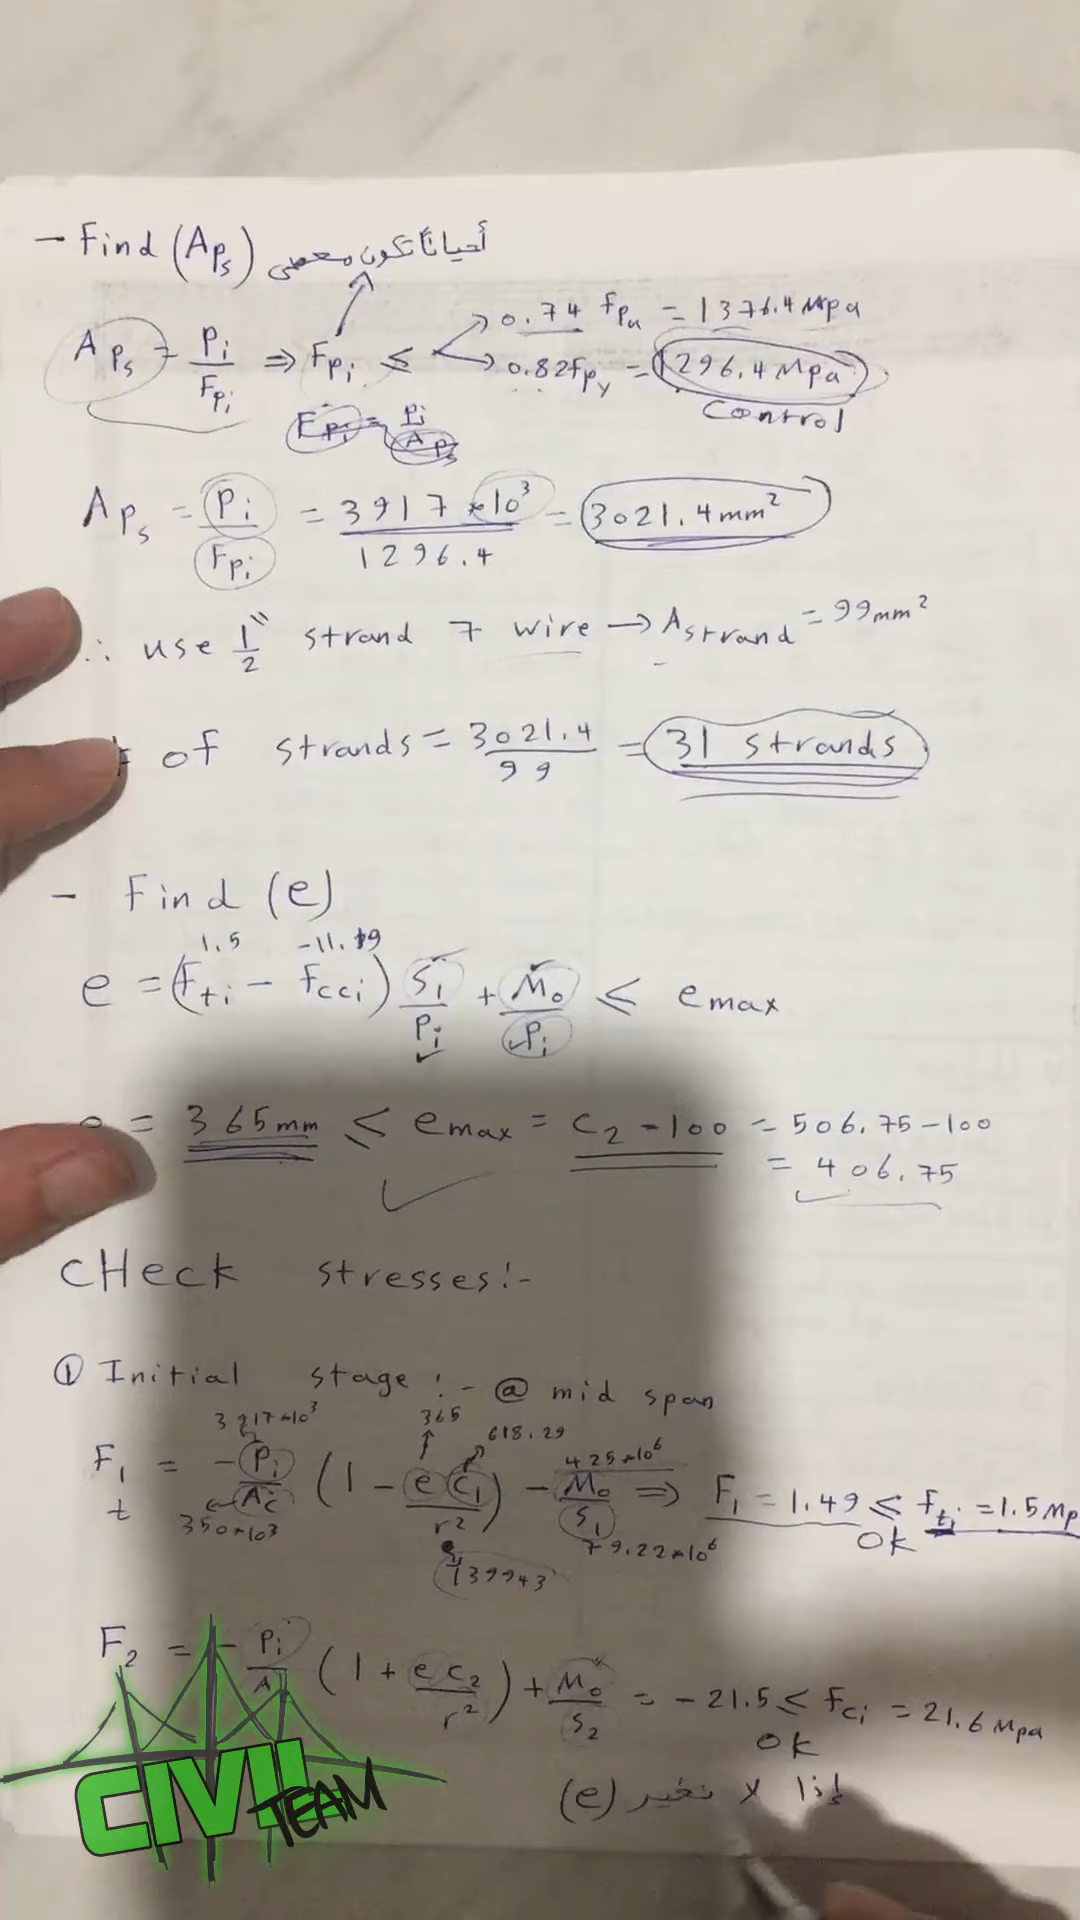 - Find (Aps) أحياناً تكون معطى
Aps = Pi / Fpi ⇒ Fpi ≤ → 0.74 fpu = 1376.4 Mpa
→ 0.82 fpy = 1296.4 Mpa
control
Fpi = Pi / Aps
Aps = Pi / Fpi = 3917*10³ / 1296.4 = 3021.4 mm²
∴ use 1/2" strand 7 wire → Astrand = 99 mm²
of strands = 3021.4 / 99 = 31 strands
- Find (e)
1.5 -11.19
e = (Fti - Fcci) S1 / Pi + Mo / Pi ≤ emax
= 365 mm ≤ emax = C2 - 100 = 506.75 - 100
= 406.75
CHeck stresses:-
① Initial stage :- @ mid span
3917*10³ 365 618.29 425*10⁶
F1 = -Pi / Ac (1 - e c1 / r²) - Mo / S1 ⇒ F1 = 1.49 ≤ Fti = 1.5 Mp
t 350*10³ 139943 79.22*10⁶ ok
F2 = - Pi / A (1 + e c2 / r²) + Mo / S2 = -21.5 ≤ Fci = 21.6 Mpa
ok
إذا لا نغير (e)
CIVIL
TEAM